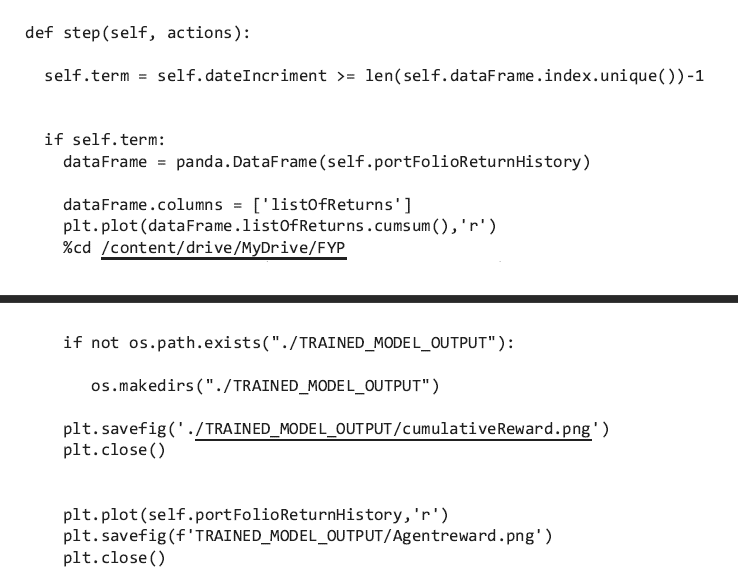 def step(self, actions):
self.term = self.dateIncriment >= len(self.dataFrame.index.unique())-1
if self.term:
dataFrame = panda.DataFrame(self.portFolioReturnHistory)
dataFrame.columns = ['listOfReturns']
plt.plot(dataFrame.listOfReturns.cumsum(),'r')
%cd /content/drive/MyDrive/FYP
if not os.path.exists("./TRAINED_MODEL_OUTPUT"):
os.makedirs("./TRAINED_MODEL_OUTPUT")
plt.savefig('./TRAINED_MODEL_OUTPUT/cumulativeReward.png')
plt.close()
plt.plot(self.portFolioReturnHistory,'r')
plt.savefig(f'TRAINED_MODEL_OUTPUT/Agentreward.png')
plt.close()